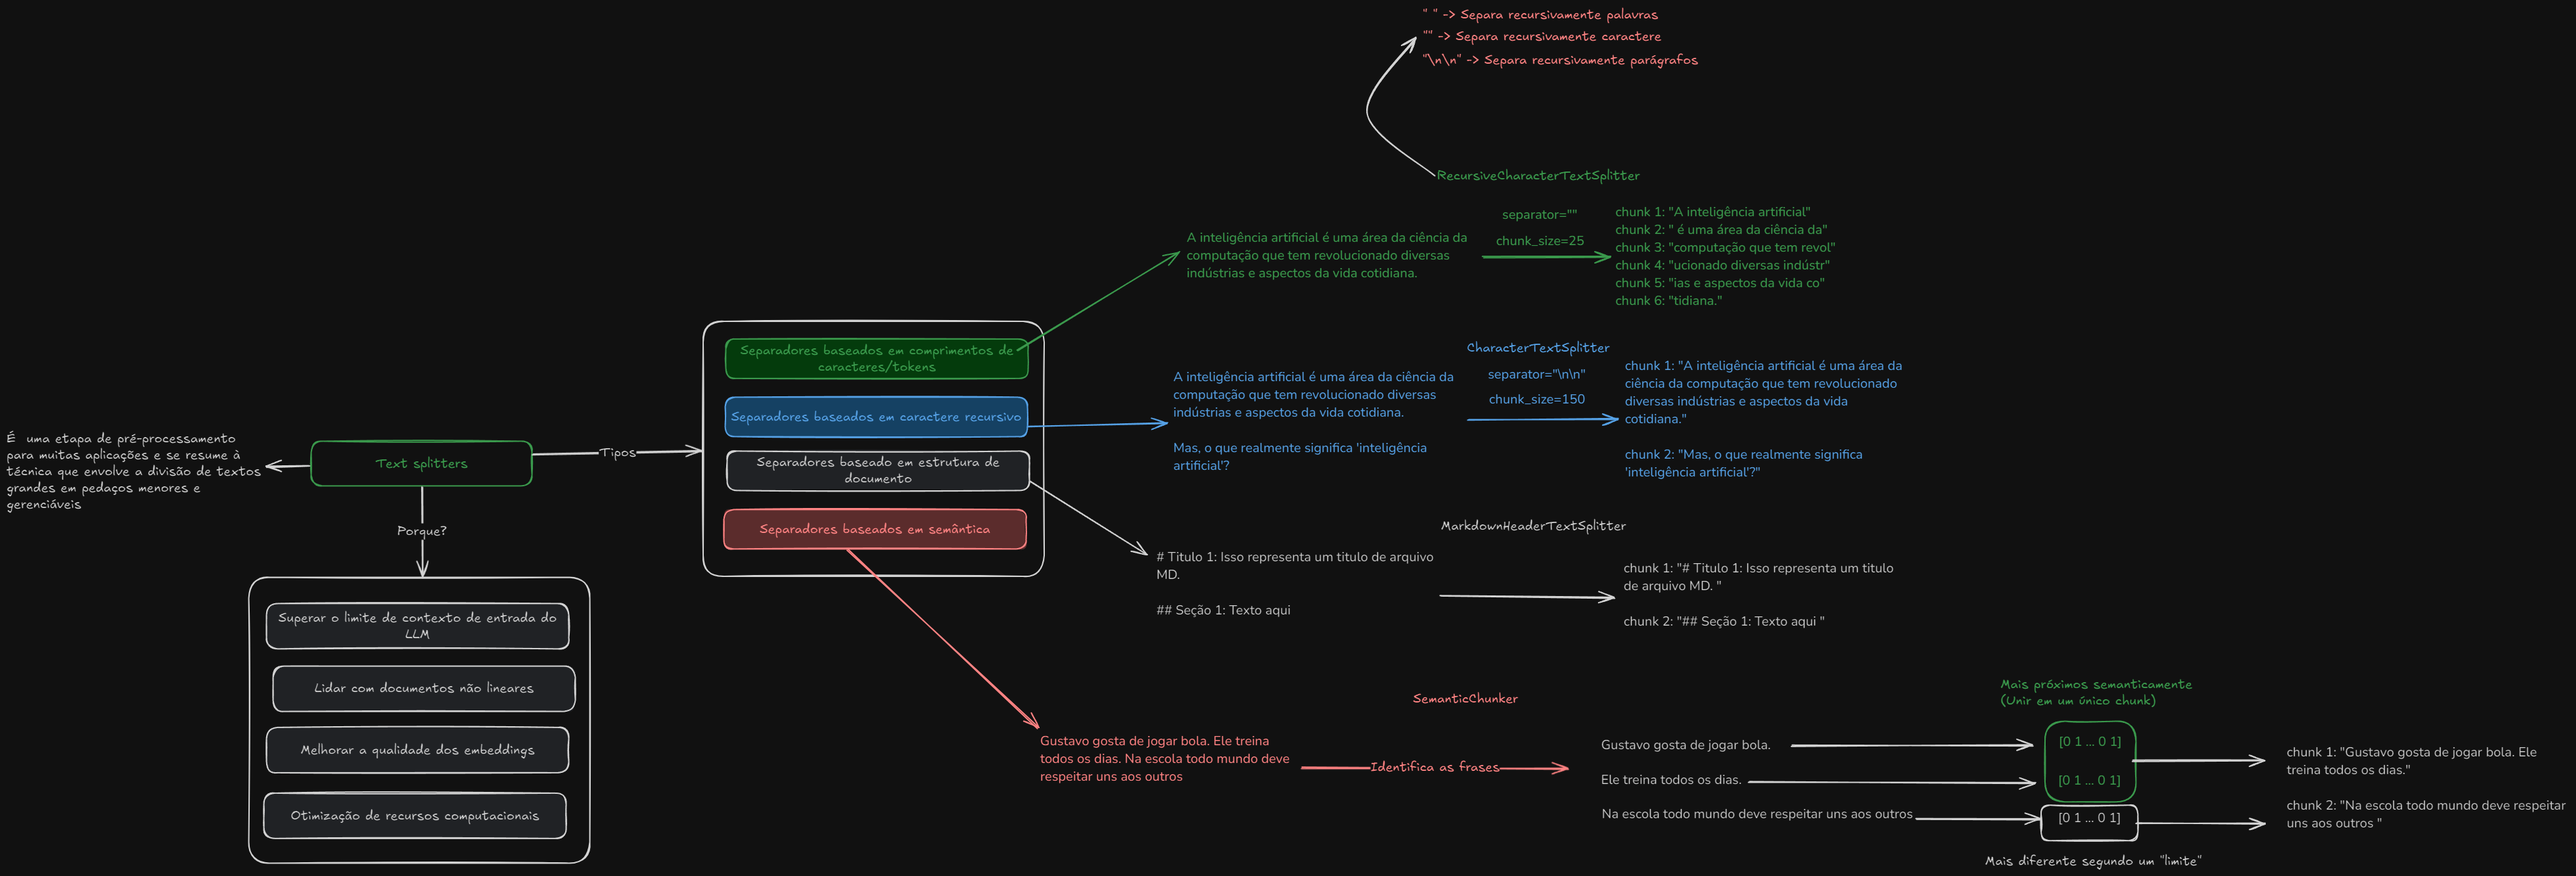 " " -> Separa recursivamente palavras
"" -> Separa recursivamente caractere
"\n\n" -> Separa recursivamente parágrafos
RecursiveCharacterTextSplitter
A inteligência artificial é uma área da ciência da
computação que tem revolucionado diversas
indústrias e aspectos da vida cotidiana.
separator=""
chunk_size=25
chunk 1: "A inteligência artificial"
chunk 2: " é uma área da ciência da"
chunk 3: "computação que tem revol"
chunk 4: "ucionado diversas indústr"
chunk 5: "ias e aspectos da vida co"
chunk 6: "tidiana."
Separadores baseados em comprimentos de
caracteres/tokens
Separadores baseados em caractere recursivo
Separadores baseado em estrutura de
documento
Separadores baseados em semântica
CharacterTextSplitter
A inteligência artificial é uma área da ciência da
computação que tem revolucionado diversas
indústrias e aspectos da vida cotidiana.
Mas, o que realmente significa 'inteligência
artificial'?
separator="\n\n"
chunk_size=150
chunk 1: "A inteligência artificial é uma área da
ciência da computação que tem revolucionado
diversas indústrias e aspectos da vida
cotidiana."
chunk 2: "Mas, o que realmente significa
'inteligência artificial'?"
É  uma etapa de pré-processamento
para muitas aplicações e se resume à
técnica que envolve a divisão de textos
grandes em pedaços menores e
gerenciáveis
Text splitters
Tipos
Porque?
MarkdownHeaderTextSplitter
# Titulo 1: Isso representa um titulo de arquivo
MD.
## Seção 1: Texto aqui
chunk 1: "# Titulo 1: Isso representa um titulo
de arquivo MD. "
chunk 2: "## Seção 1: Texto aqui "
Superar o limite de contexto de entrada do
LLM
Lidar com documentos não lineares
Melhorar a qualidade dos embeddings
Otimização de recursos computacionais
SemanticChunker
Gustavo gosta de jogar bola. Ele treina
todos os dias. Na escola todo mundo deve
respeitar uns aos outros
Identifica as frases
Gustavo gosta de jogar bola.
Ele treina todos os dias.
Na escola todo mundo deve respeitar uns aos outros
Mais próximos semanticamente
(Unir em um único chunk)
[0 1 ... 0 1]
[0 1 ... 0 1]
[0 1 ... 0 1]
Mais diferente segundo um "limite"
chunk 1: "Gustavo gosta de jogar bola. Ele
treina todos os dias."
chunk 2: "Na escola todo mundo deve respeitar
uns aos outros "